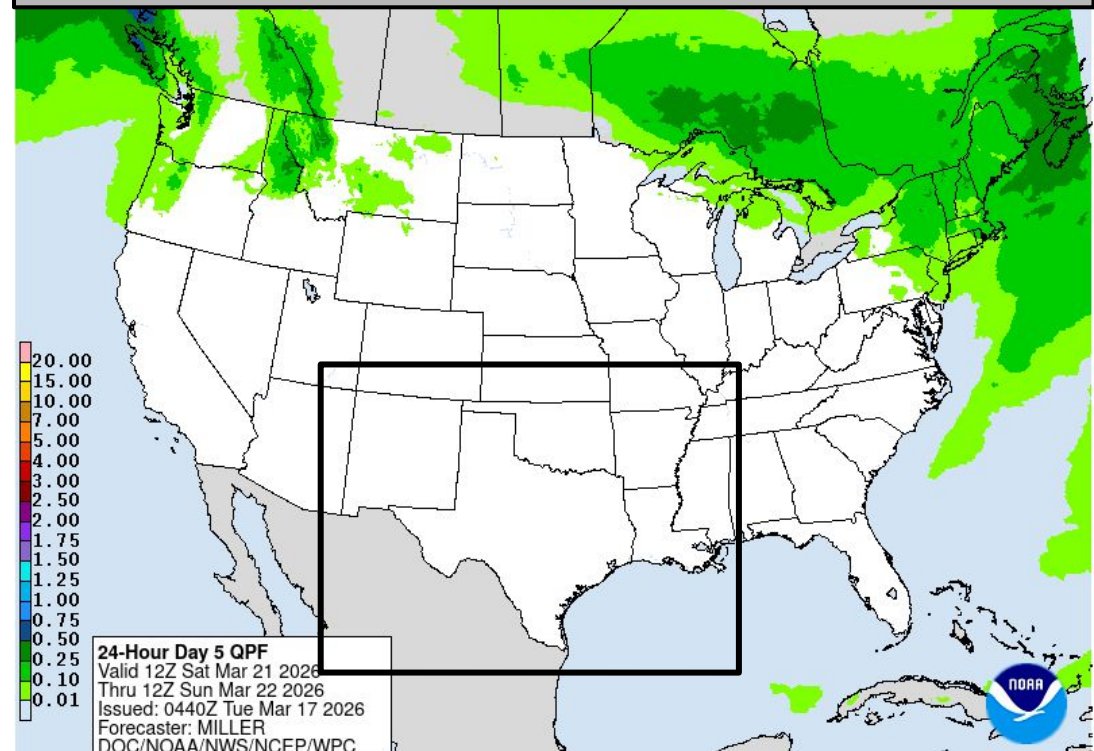 20.00
15.00
10.00
7.00
5.00
4.00
3.00
2.50
2.00
1.75
1.50
1.25
1.00
0.75
0.50
0.25
0.10
0.01
24-Hour Day 5 QPF
Valid 12Z Sat Mar 21 2026
Thru 12Z Sun Mar 22 2026
Issued: 0440Z Tue Mar 17 2026
Forecaster: MILLER
DOC/NOAA/NWS/NCEP/WPC
NOAA